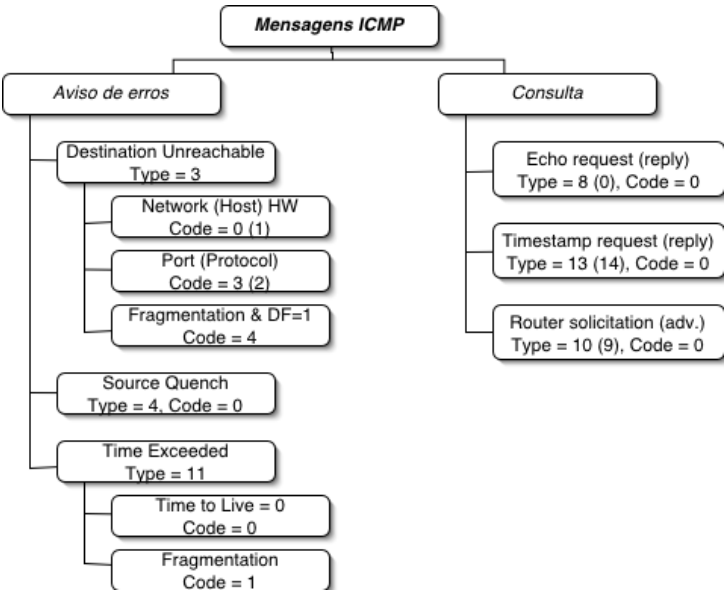 Mensagens ICMP
Aviso de erros
Destination Unreachable
Type = 3
Network (Host) HW
Code = 0 (1)
Port (Protocol)
Code = 3 (2)
Fragmentation & DF=1
Code = 4
Source Quench
Type = 4, Code = 0
Time Exceeded
Type = 11
Time to Live = 0
Code = 0
Fragmentation
Code = 1
Consulta
Echo request (reply)
Type = 8 (0), Code = 0
Timestamp request (reply)
Type = 13 (14), Code = 0
Router solicitation (adv.)
Type = 10 (9), Code = 0